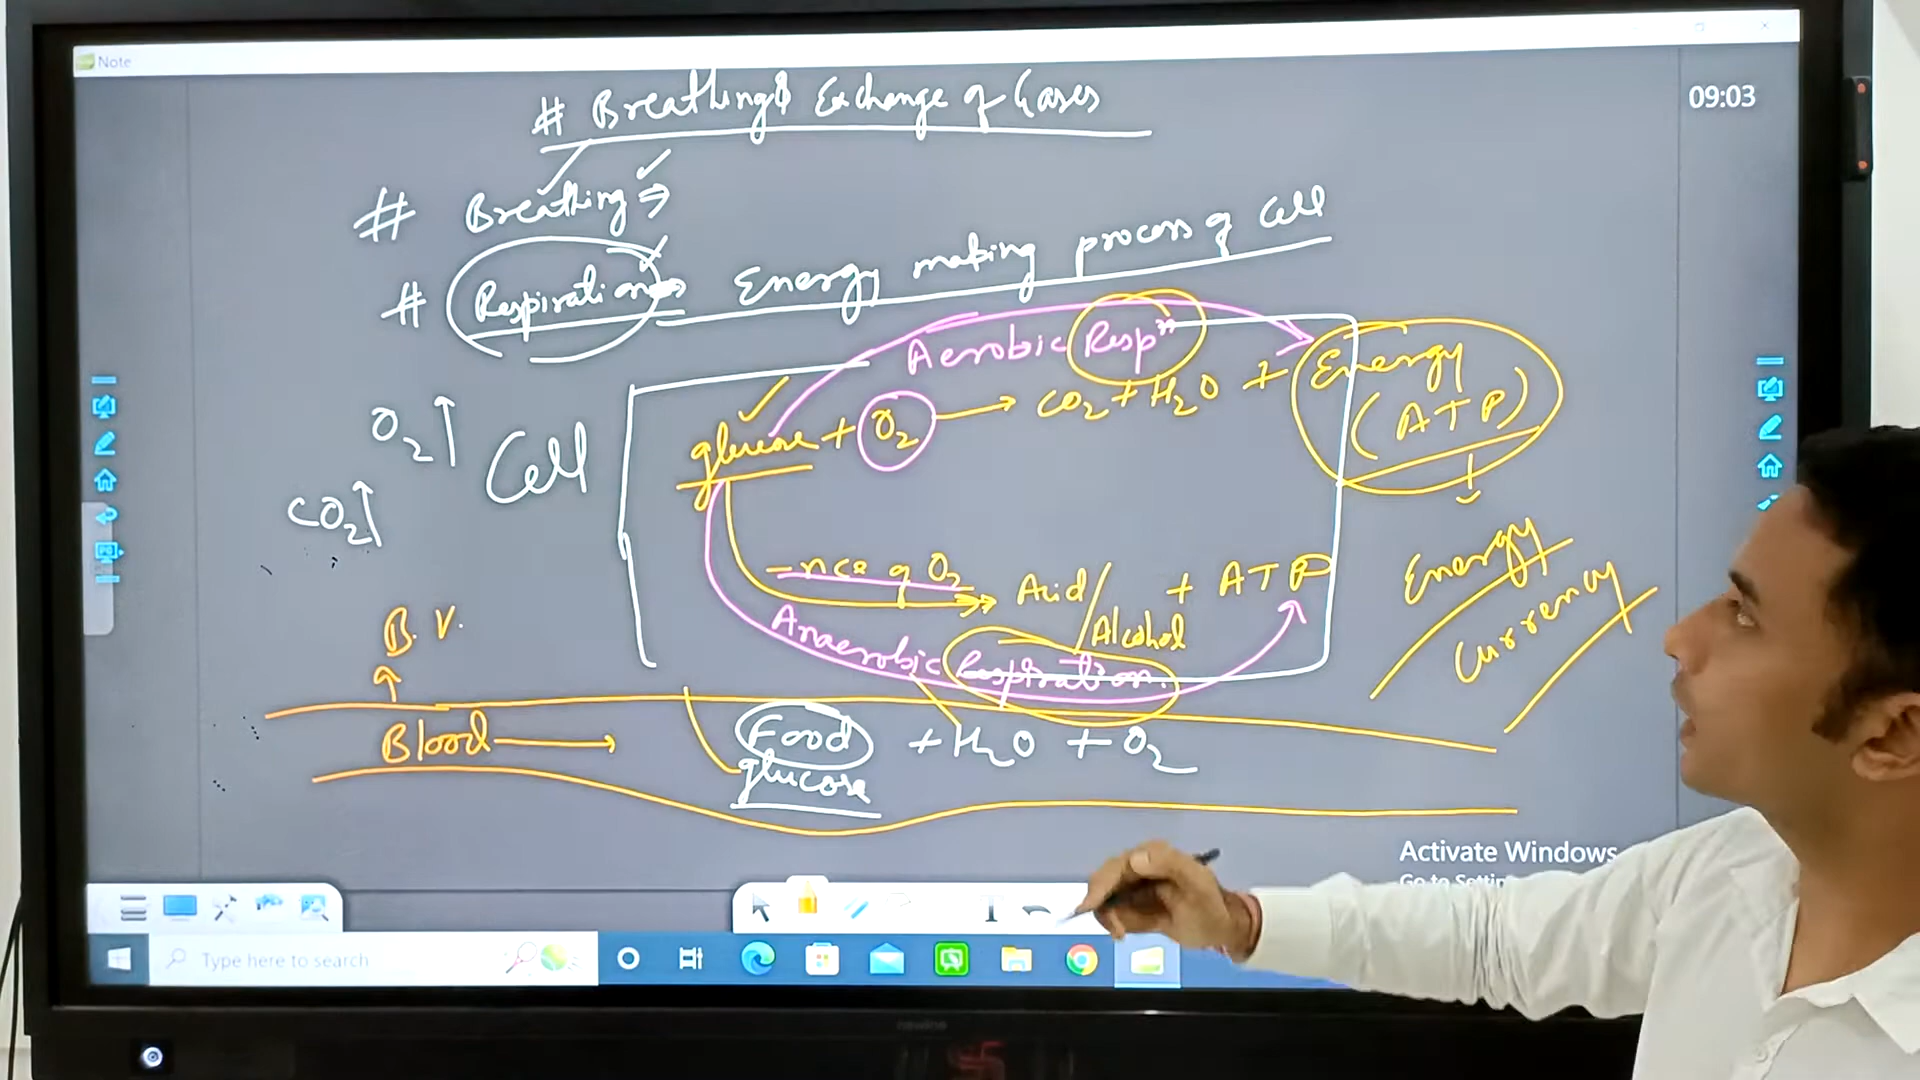 Note
# Breathing & Exchange of Gases
09:03
# Breathing ⇒
# Respiration ⇒ Energy making process of Cell
Aerobic Respⁿ
glucose + O₂ → CO₂ + H₂O + Energy (ATP)
O₂↑
Cell
CO₂↑
-nce of O₂
Acid/Alcohol + ATP
Anaerobic Respiration.
Energy
Currency
B.V.
Blood → Food + H₂O + O₂
glucose
Activate Windows
Type here to search